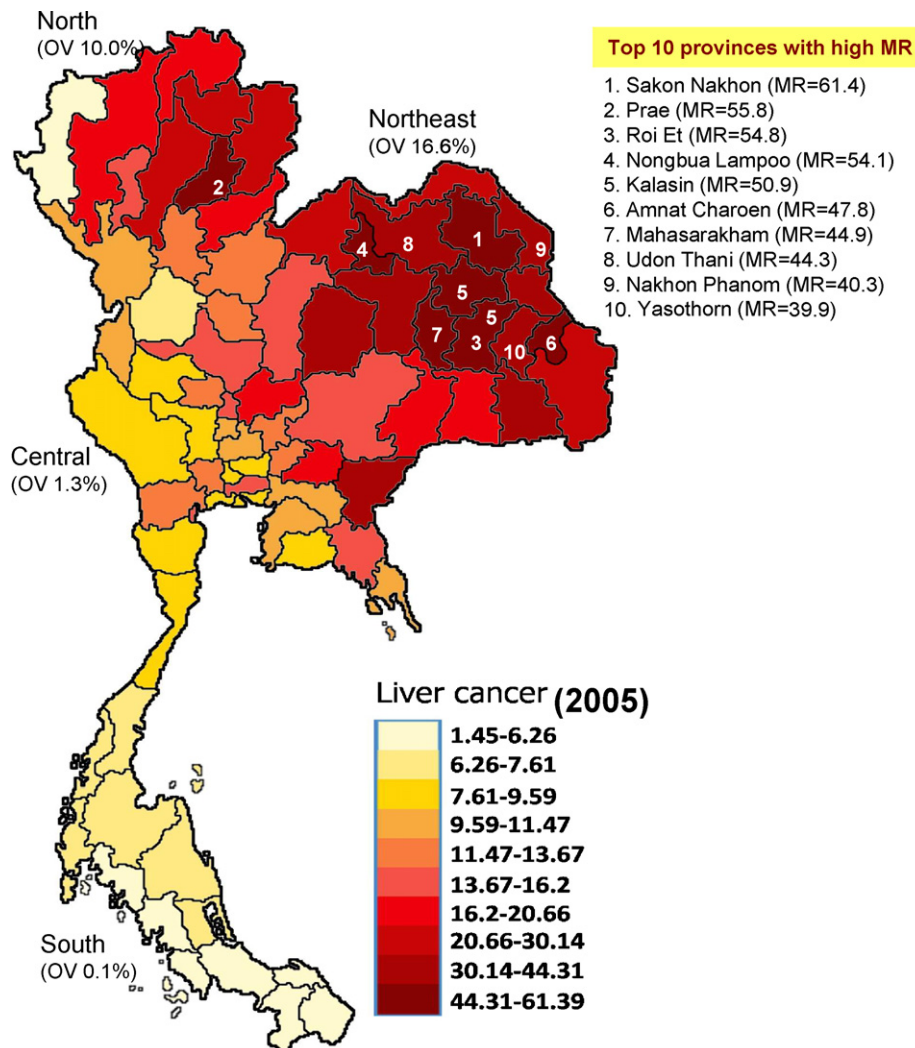 North
(OV 10.0%)
Top 10 provinces with high MR
1. Sakon Nakhon (MR=61.4)
2. Prae (MR=55.8)
3. Roi Et (MR=54.8)
4. Nongbua Lampoo (MR=54.1)
5. Kalasin (MR=50.9)
6. Amnat Charoen (MR=47.8)
7. Mahasarakham (MR=44.9)
8. Udon Thani (MR=44.3)
9. Nakhon Phanom (MR=40.3)
10. Yasothorn (MR=39.9)
Northeast
(OV 16.6%)
2
4 8 1 9
5
5
7 3 10 6
Central
(OV 1.3%)
Liver cancer (2005)
1.45-6.26
6.26-7.61
7.61-9.59
9.59-11.47
11.47-13.67
13.67-16.2
16.2-20.66
20.66-30.14
30.14-44.31
44.31-61.39
South
(OV 0.1%)